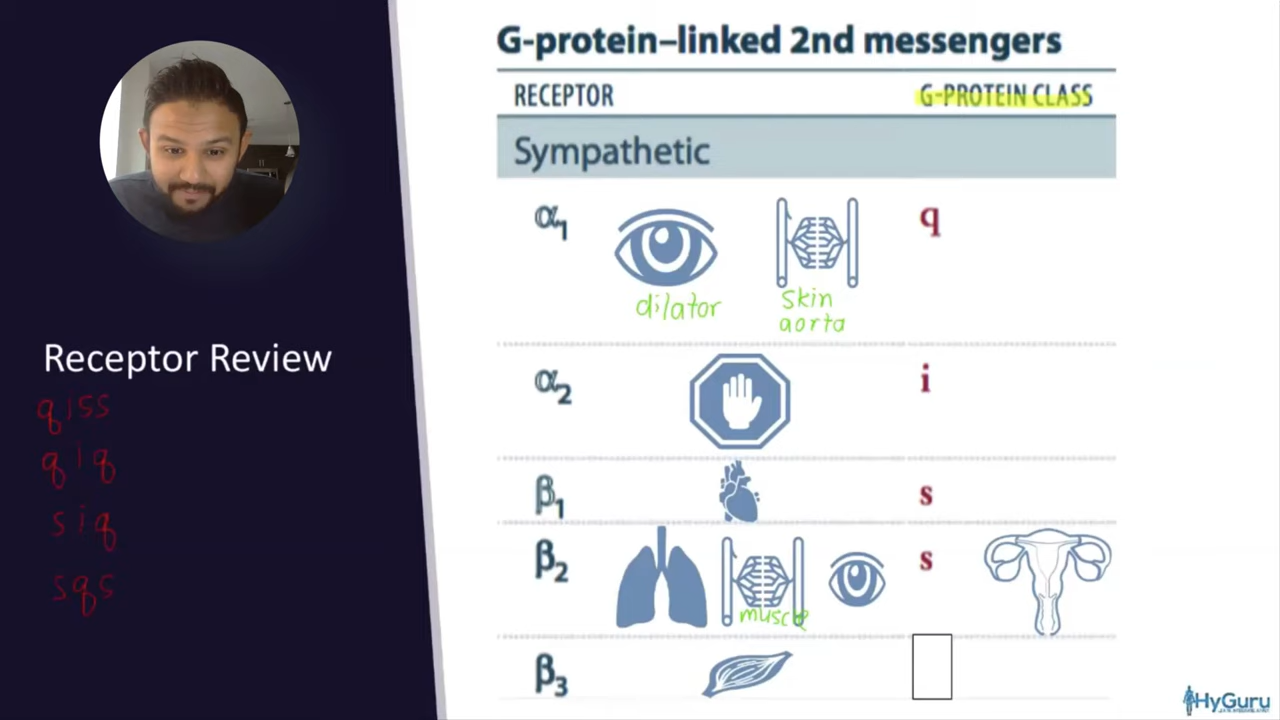 G-protein–linked 2nd messengers
RECEPTOR G-PROTEIN CLASS
Sympathetic
α1 q
dilator
skin
aorta
α2 i
β1 s
β2 s
muscle
β3
Receptor Review
qiss
qiq
siq
sqs
HyGuru